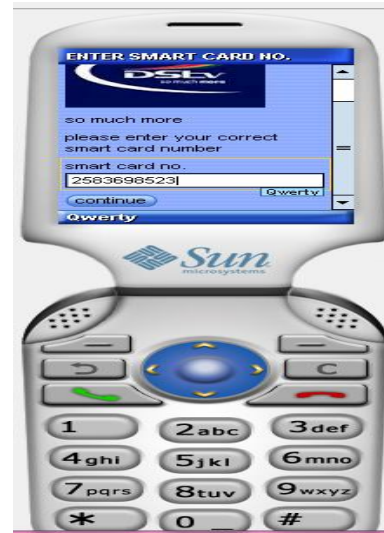 ENTER SMART CARD NO.
DStv
so much more
so much more
please enter your correct
smart card number
smart card no.
2583698523
Qwerty
continue
Qwerty
Sun
microsystems
C
1 2abc 3def
4ghi 5jkl 6mno
7pqrs 8tuv 9wxyz
* 0 _ #